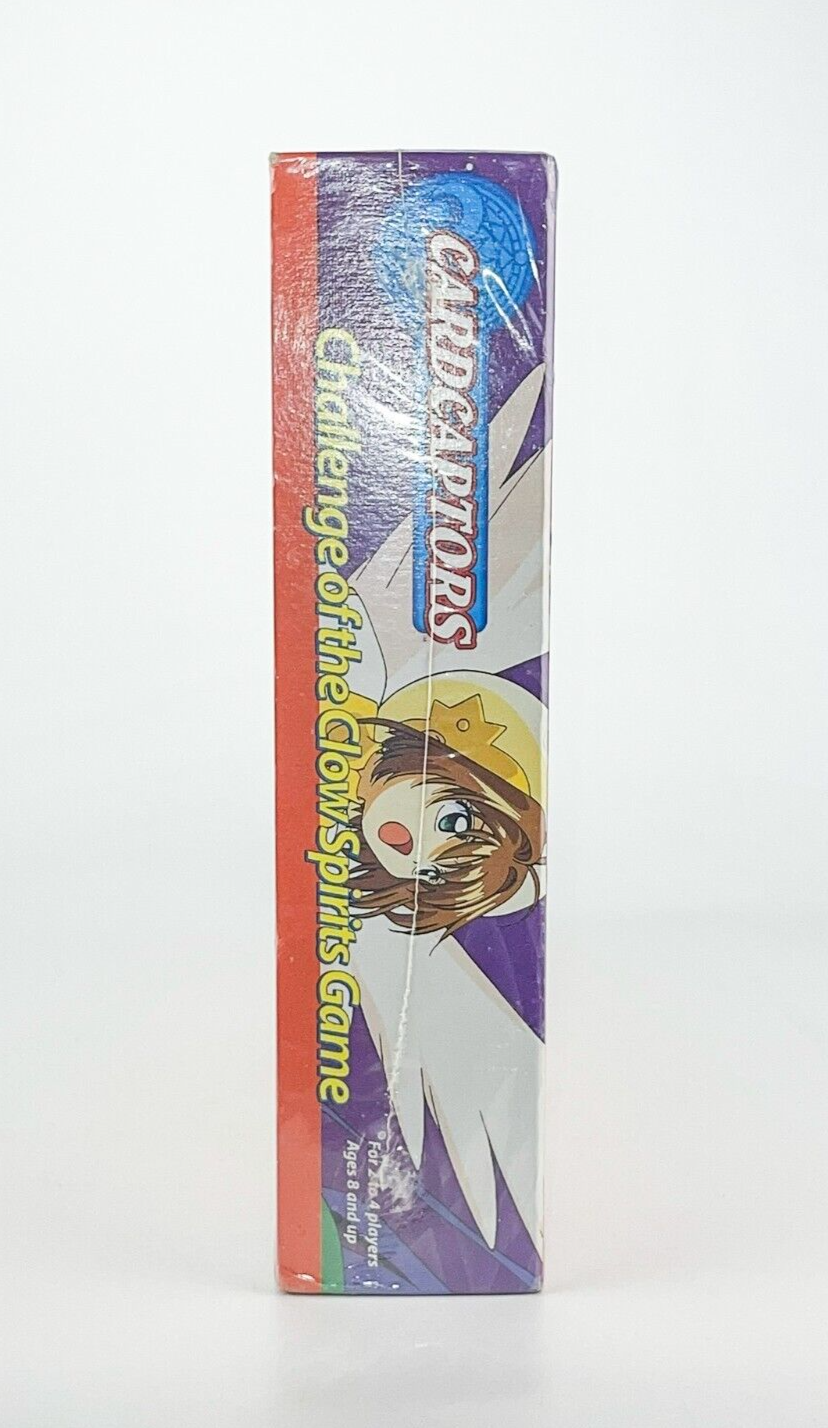 CARDCAPTORS
Challenge of the Clow Spirits Game
For 2 to 4 players
Ages 8 and up